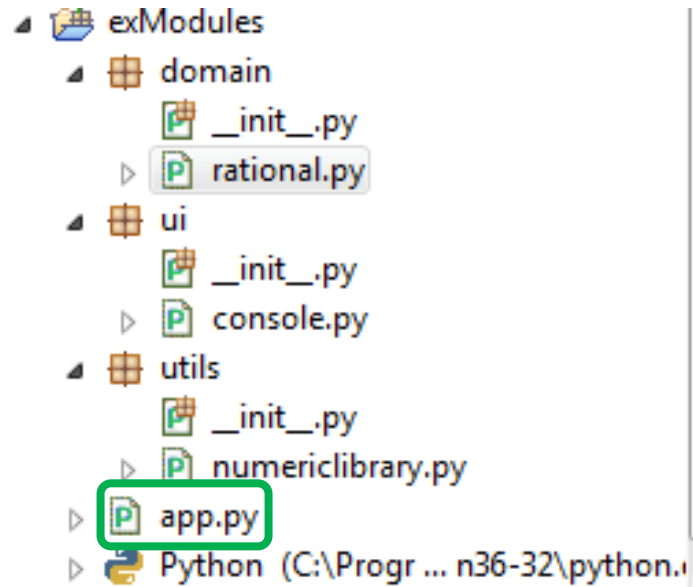 exModules
domain
__init__.py
rational.py
ui
__init__.py
console.py
utils
__init__.py
numericlibrary.py
app.py
Python (C:\Progr ... n36-32\python.